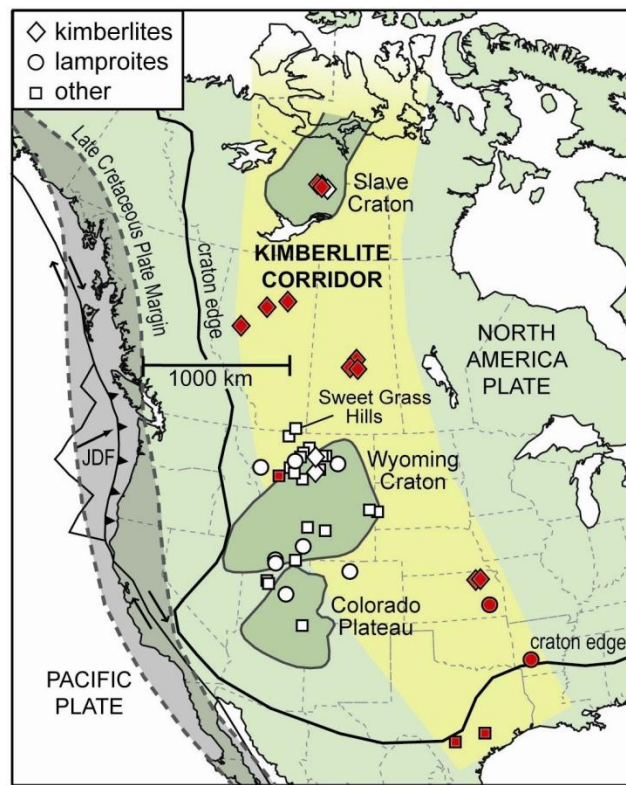 kimberlites
lamproites
other
Late Cretaceous Plate Margin
craton edge
Slave
Craton
KIMBERLITE
CORRIDOR
NORTH
AMERICA
PLATE
1000 km
Sweet Grass
Hills
JDF
Wyoming
Craton
Colorado
Plateau
craton edge
PACIFIC
PLATE